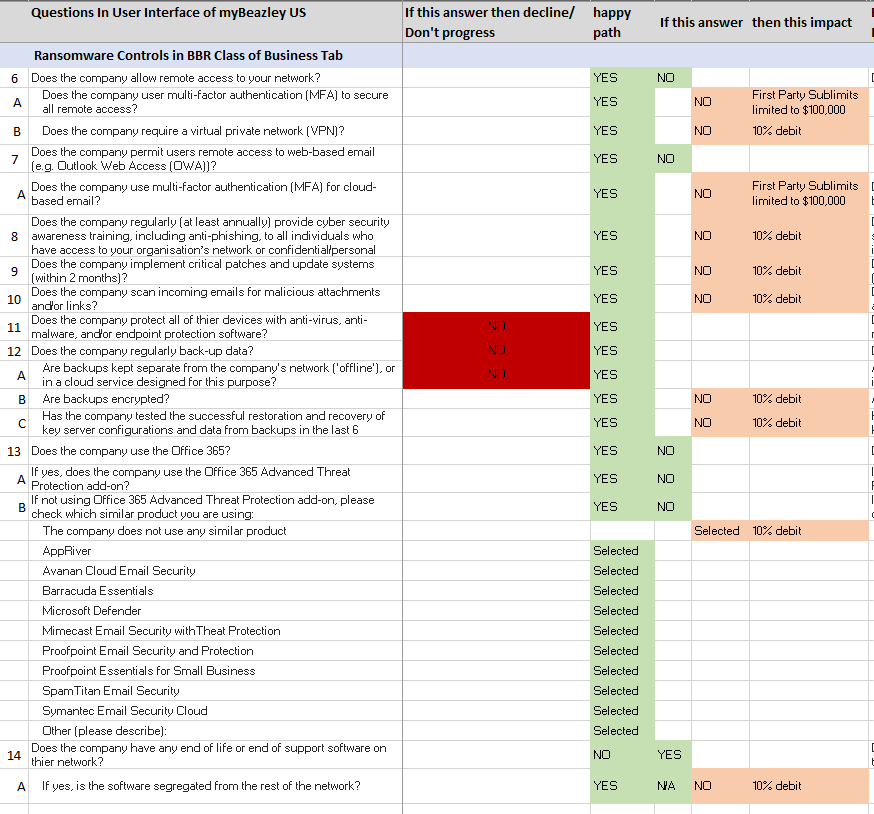 Questions In User Interface of myBeazley US
If this answer then decline/
Don't progress
happy
path
If this answer then this impact
Ransomware Controls in BBR Class of Business Tab
6 Does the company allow remote access to your network? YES NO
A Does the company user multi-factor authentication (MFA) to secure
all remote access? YES NO First Party Sublimits
limited to $100,000
B Does the company require a virtual private network (VPN)? YES NO 10% debit
7 Does the company permit users remote access to web-based email
(e.g. Outlook Web Access (OWA))? YES NO
A Does the company use multi-factor authentication (MFA) for cloud-
based email? YES NO First Party Sublimits
limited to $100,000
8 Does the company regularly (at least annually) provide cyber security
awareness training, including anti-phishing, to all individuals who
have access to your organisation's network or confidential/personal YES NO 10% debit
9 Does the company implement critical patches and update systems
(within 2 months)? YES NO 10% debit
10 Does the company scan incoming emails for malicious attachments
and/or links? YES NO 10% debit
11 Does the company protect all of thier devices with anti-virus, anti-
malware, and/or endpoint protection software? NO YES
12 Does the company regularly back-up data? NO YES
A Are backups kept separate from the company's network ('offline'), or
in a cloud service designed for this purpose? NO YES
B Are backups encrypted? YES NO 10% debit
C Has the company tested the successful restoration and recovery of
key server configurations and data from backups in the last 6 YES NO 10% debit
13 Does the company use the Office 365? YES NO
A If yes, does the company use the Office 365 Advanced Threat
Protection add-on? YES NO
B If not using Office 365 Advanced Threat Protection add-on, please
check which similar product you are using: YES NO
The company does not use any similar product Selected 10% debit
AppRiver Selected
Avanan Cloud Email Security Selected
Barracuda Essentials Selected
Microsoft Defender Selected
Mimecast Email Security withTheat Protection Selected
Proofpoint Email Security and Protection Selected
Proofpoint Essentials for Small Business Selected
SpamTitan Email Security Selected
Symantec Email Security Cloud Selected
Other (please describe): Selected
14 Does the company have any end of life or end of support software on
thier network? NO YES
A If yes, is the software segregated from the rest of the network? YES N/A NO 10% debit